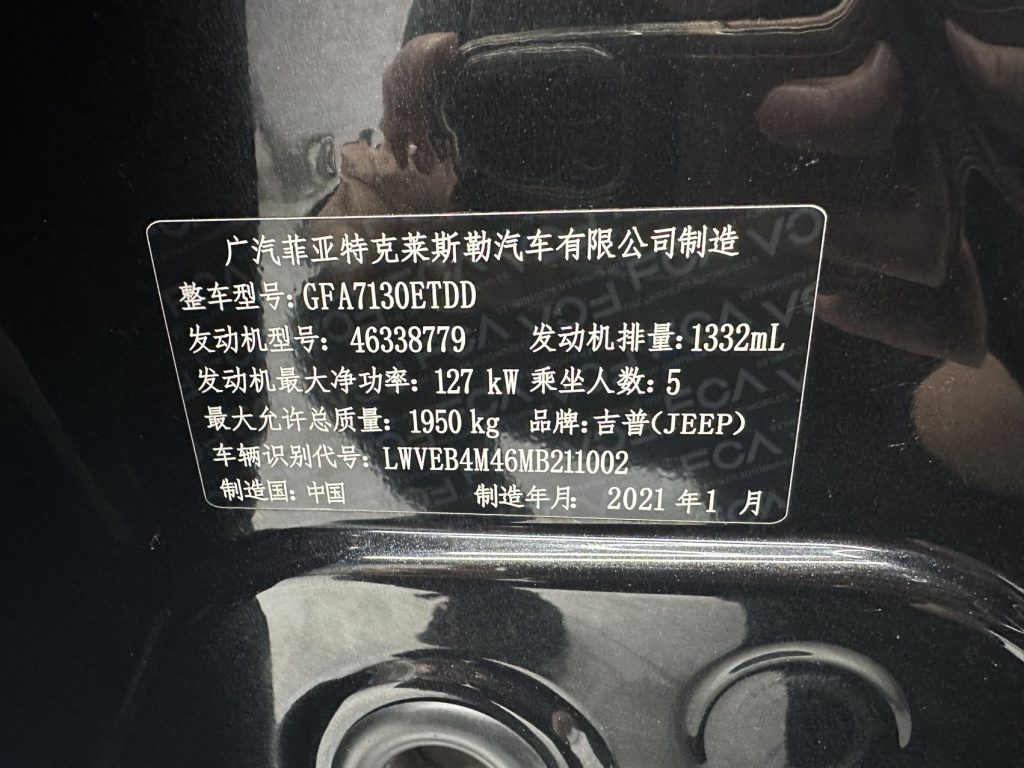 广汽菲亚特克莱斯勒汽车有限公司制造
整车型号：GFA7130ETDD
发动机型号： 46338779 发动机排量：1332mL
发动机最大净功率： 127 kW 乘坐人数：5
最大允许总质量： 1950 kg 品牌：吉普(JEEP)
车辆识别代号： LWVEB4M46MB211002
制造国：中国 制造年月： 2021 年1 月